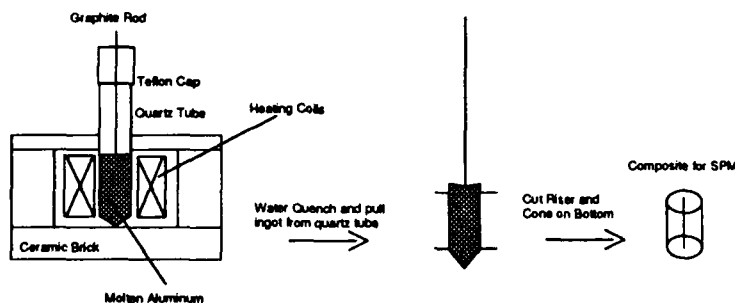 Graphite Rod
Teflon Cap
Quartz Tube
Heating Coils
Ceramic Brick
Molten Aluminum
Water Quench and pull
ingot from quartz tube
Cut Riser and
Cone on Bottom
Composite for SPM